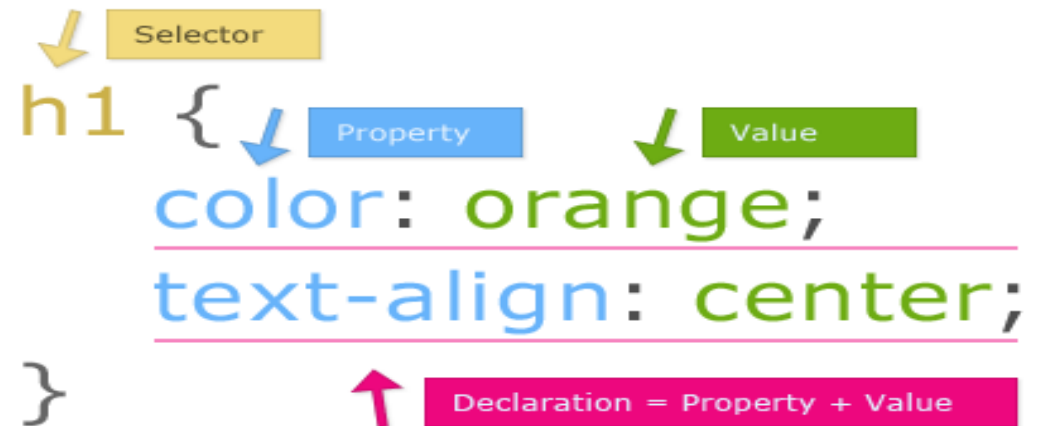 Selector
h1 {
Property
Value
color: orange;
text-align: center;
}
Declaration = Property + Value